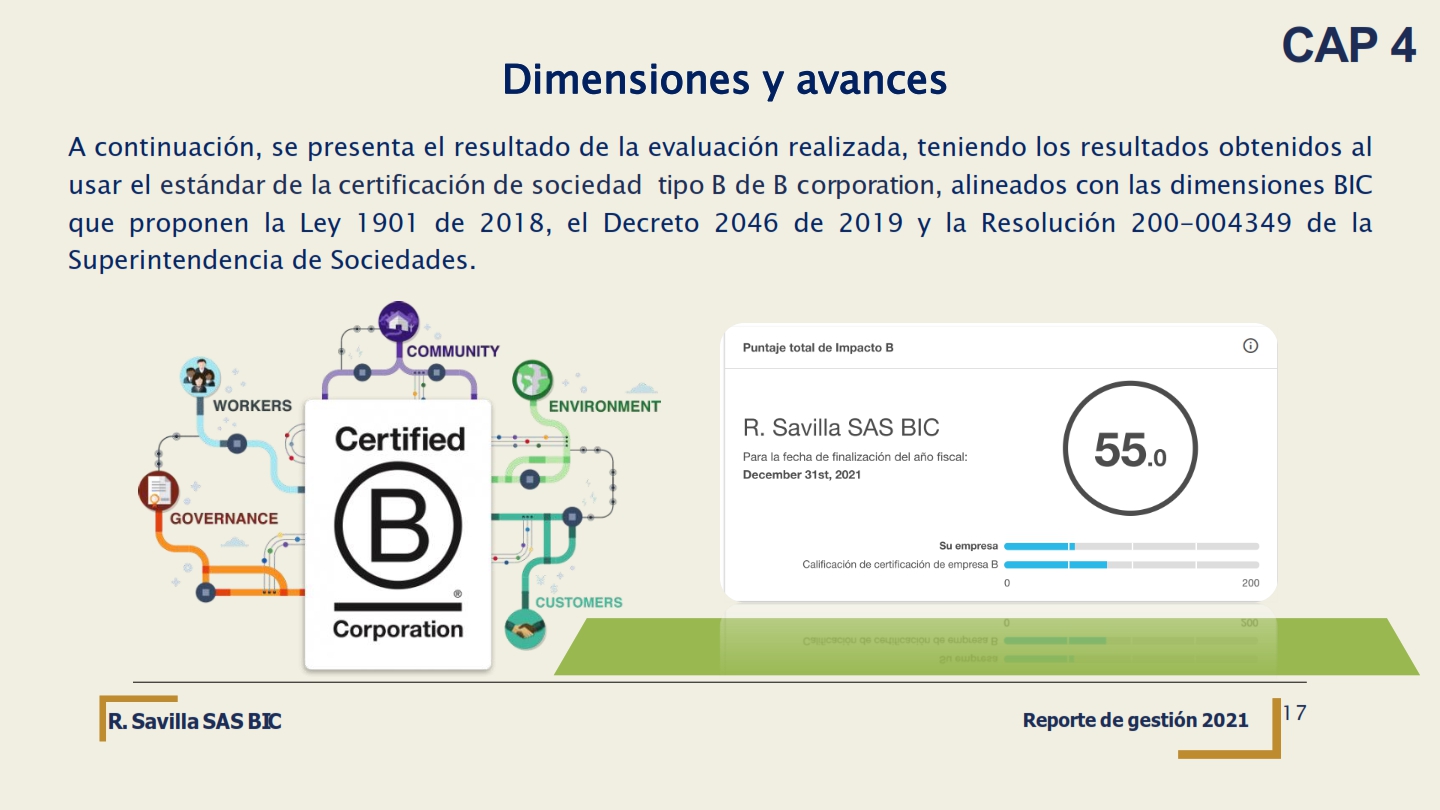 CAP 4
Dimensiones y avances
A continuación, se presenta el resultado de la evaluación realizada, teniendo los resultados obtenidos al
usar el estándar de la certificación de sociedad tipo B de B corporation, alineados con las dimensiones BIC
que proponen la Ley 1901 de 2018, el Decreto 2046 de 2019 y la Resolución 200-004349 de la
Superintendencia de Sociedades.
COMMUNITY
WORKERS
ENVIRONMENT
GOVERNANCE
CUSTOMERS
Certified
B
®
Corporation
Puntaje total de Impacto B
R. Savilla SAS BIC
Para la fecha de finalización del año fiscal:
December 31st, 2021
55.0
Su empresa
Calificación de certificación de empresa B
0 200
R. Savilla SAS BIC
Reporte de gestión 2021
17